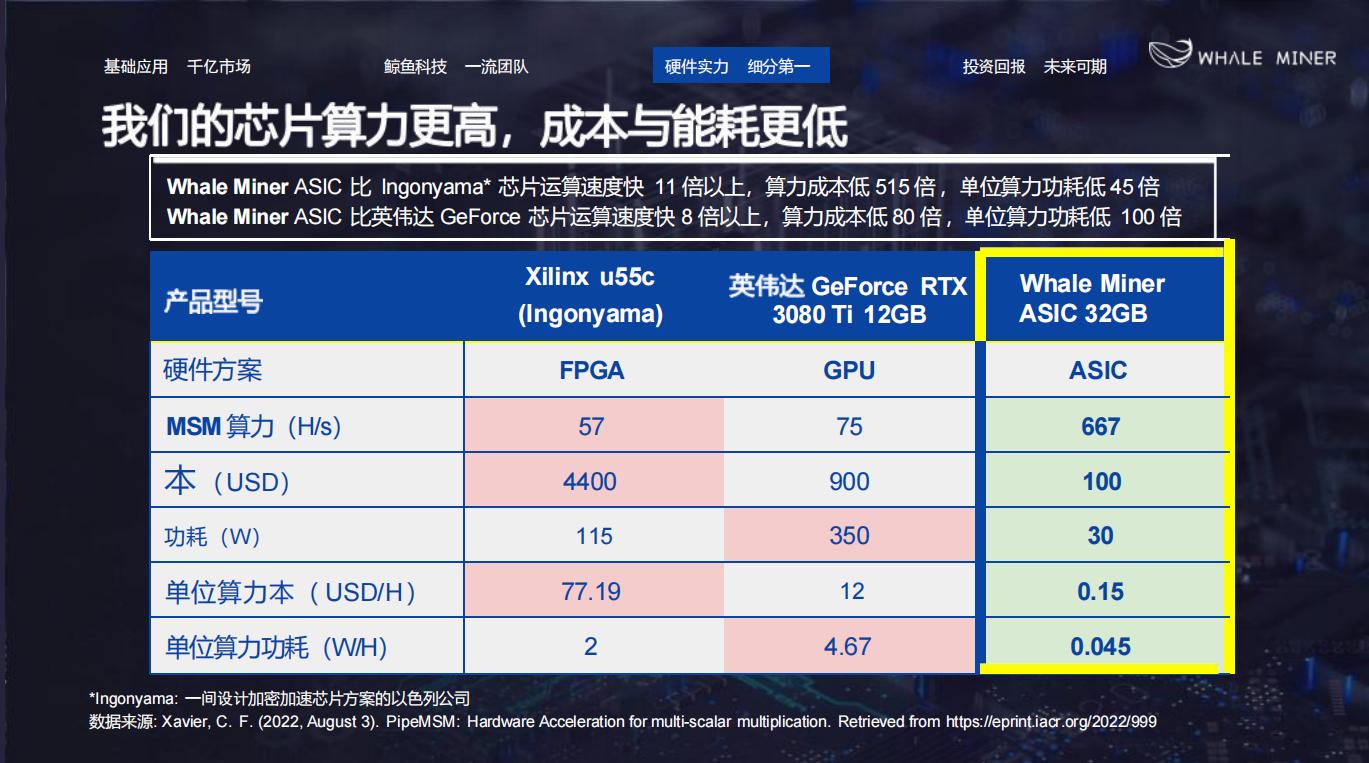 基础应用 千亿市场 鲸鱼科技 一流团队 硬件实力 细分第一 投资回报 未来可期 WHALE MINER
我们的芯片算力更高，成本与能耗更低
Whale Miner ASIC 比 Ingonyama* 芯片运算速度快 11 倍以上，算力成本低 515 倍，单位算力功耗低 45 倍
Whale Miner ASIC 比英伟达 GeForce 芯片运算速度快 8 倍以上，算力成本低 80 倍，单位算力功耗低 100 倍
产品型号 Xilinx u55c (Ingonyama) 英伟达 GeForce RTX 3080 Ti 12GB Whale Miner ASIC 32GB
硬件方案 FPGA GPU ASIC
MSM 算力（H/s） 57 75 667
本（USD） 4400 900 100
功耗（W） 115 350 30
单位算力本（USD/H） 77.19 12 0.15
单位算力功耗（W/H） 2 4.67 0.045
*Ingonyama: 一间设计加密加速芯片方案的以色列公司
数据来源: Xavier, C. F. (2022, August 3). PipeMSM: Hardware Acceleration for multi-scalar multiplication. Retrieved from https://eprint.iacr.org/2022/999